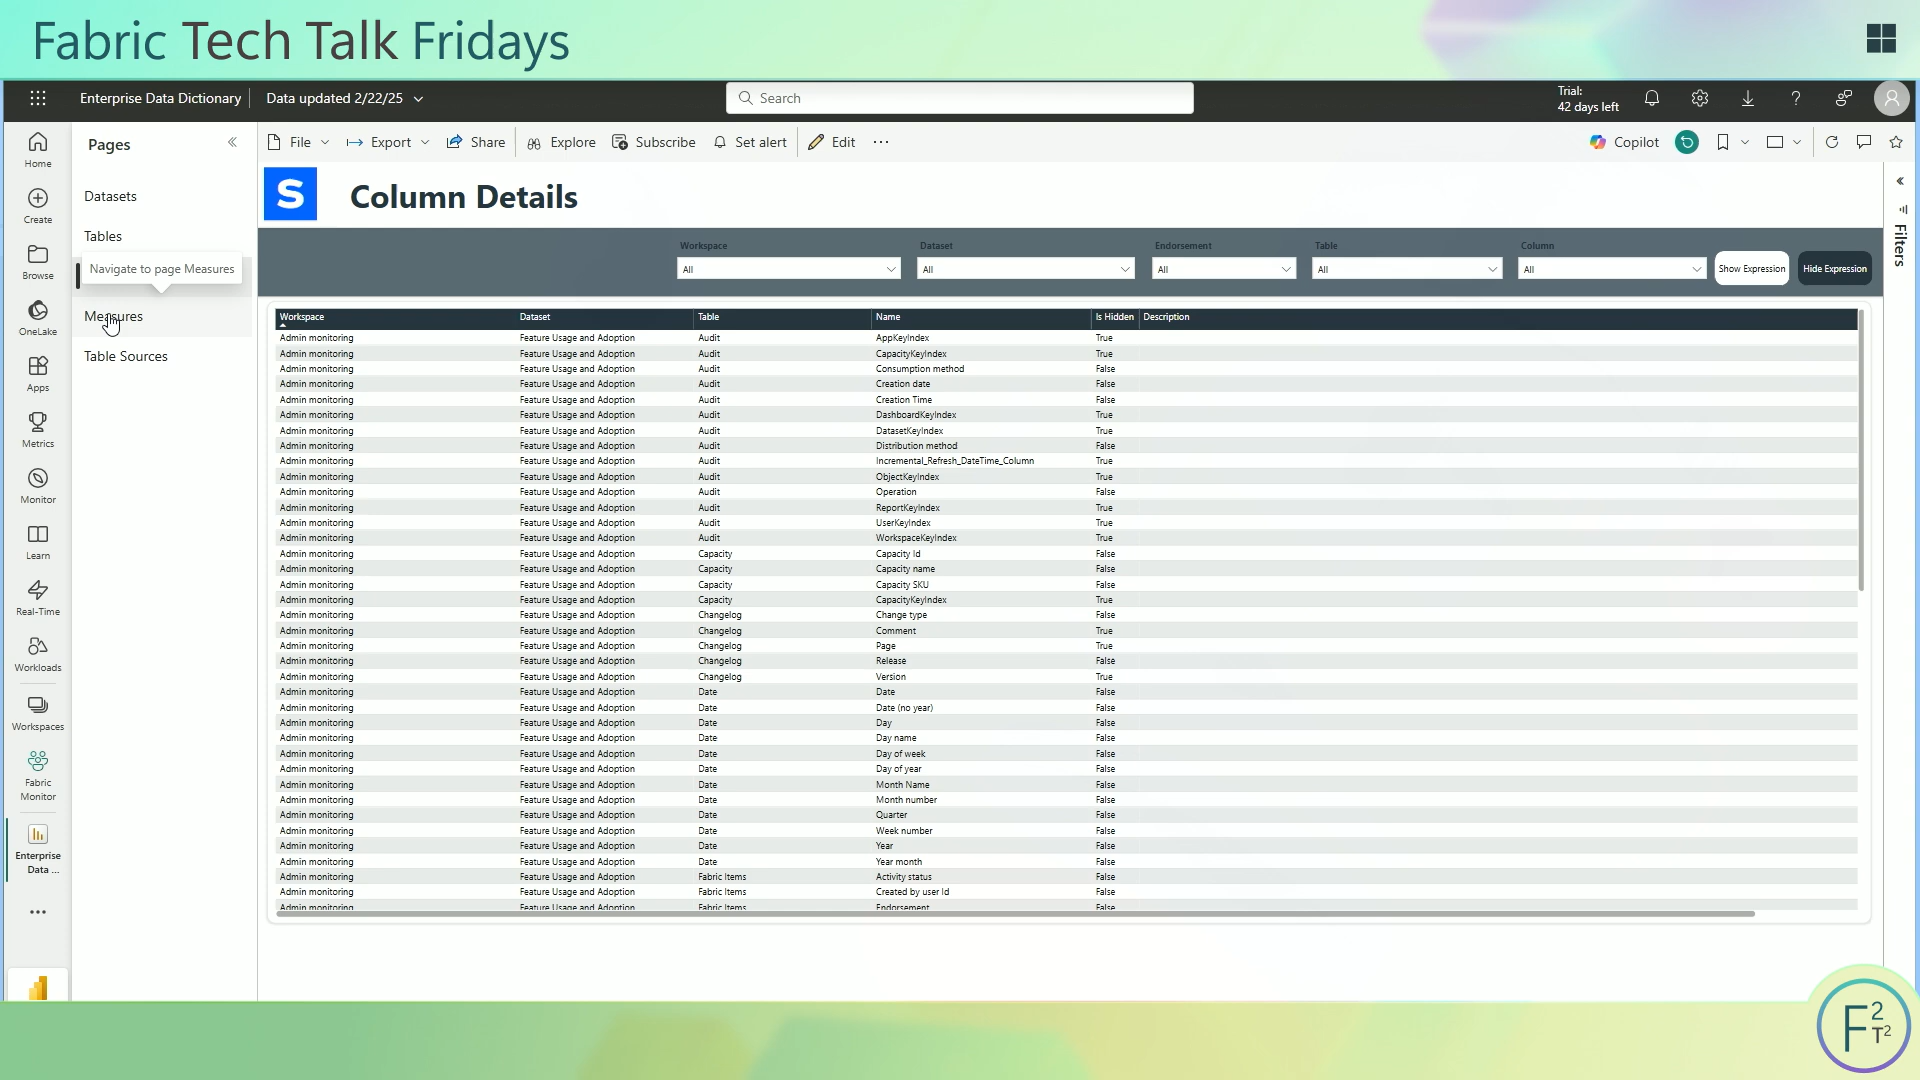 Fabric Tech Talk Fridays
Enterprise Data Dictionary Data updated 2/22/25 Search Trial: 42 days left
Home
Create
Browse
OneLake
Apps
Metrics
Monitor
Learn
Real-Time
Workloads
Workspaces
Fabric
Monitor
Enterprise
Data ...
Pages
Datasets
Tables
Navigate to page Measures
Measures
Table Sources
File Export Share Explore Subscribe Set alert Edit Copilot
S Column Details
Filters
Workspace Dataset Endorsement Table Column
All All All All All Show Expression Hide Expression
Workspace Dataset Table Name Is Hidden Description
Admin monitoring Feature Usage and Adoption Audit AppKeyIndex True
Admin monitoring Feature Usage and Adoption Audit CapacityKeyIndex True
Admin monitoring Feature Usage and Adoption Audit Consumption method False
Admin monitoring Feature Usage and Adoption Audit Creation date False
Admin monitoring Feature Usage and Adoption Audit Creation Time False
Admin monitoring Feature Usage and Adoption Audit DashboardKeyIndex True
Admin monitoring Feature Usage and Adoption Audit DatasetKeyIndex True
Admin monitoring Feature Usage and Adoption Audit Distribution method False
Admin monitoring Feature Usage and Adoption Audit Incremental_Refresh_DateTime_Column True
Admin monitoring Feature Usage and Adoption Audit ObjectKeyIndex True
Admin monitoring Feature Usage and Adoption Audit Operation False
Admin monitoring Feature Usage and Adoption Audit ReportKeyIndex True
Admin monitoring Feature Usage and Adoption Audit UserKeyIndex True
Admin monitoring Feature Usage and Adoption Audit WorkspaceKeyIndex True
Admin monitoring Feature Usage and Adoption Capacity Capacity Id False
Admin monitoring Feature Usage and Adoption Capacity Capacity name False
Admin monitoring Feature Usage and Adoption Capacity Capacity SKU False
Admin monitoring Feature Usage and Adoption Capacity CapacityKeyIndex True
Admin monitoring Feature Usage and Adoption Changelog Change type False
Admin monitoring Feature Usage and Adoption Changelog Comment True
Admin monitoring Feature Usage and Adoption Changelog Page True
Admin monitoring Feature Usage and Adoption Changelog Release False
Admin monitoring Feature Usage and Adoption Changelog Version True
Admin monitoring Feature Usage and Adoption Date Date False
Admin monitoring Feature Usage and Adoption Date Date (no year) False
Admin monitoring Feature Usage and Adoption Date Day False
Admin monitoring Feature Usage and Adoption Date Day name False
Admin monitoring Feature Usage and Adoption Date Day of week False
Admin monitoring Feature Usage and Adoption Date Day of year False
Admin monitoring Feature Usage and Adoption Date Month Name False
Admin monitoring Feature Usage and Adoption Date Month number False
Admin monitoring Feature Usage and Adoption Date Quarter False
Admin monitoring Feature Usage and Adoption Date Week number False
Admin monitoring Feature Usage and Adoption Date Year False
Admin monitoring Feature Usage and Adoption Date Year month False
Admin monitoring Feature Usage and Adoption Fabric Items Activity status False
Admin monitoring Feature Usage and Adoption Fabric Items Created by user Id False
Admin monitoring Feature Usage and Adoption Fabric Items Endorsement False
F2T2